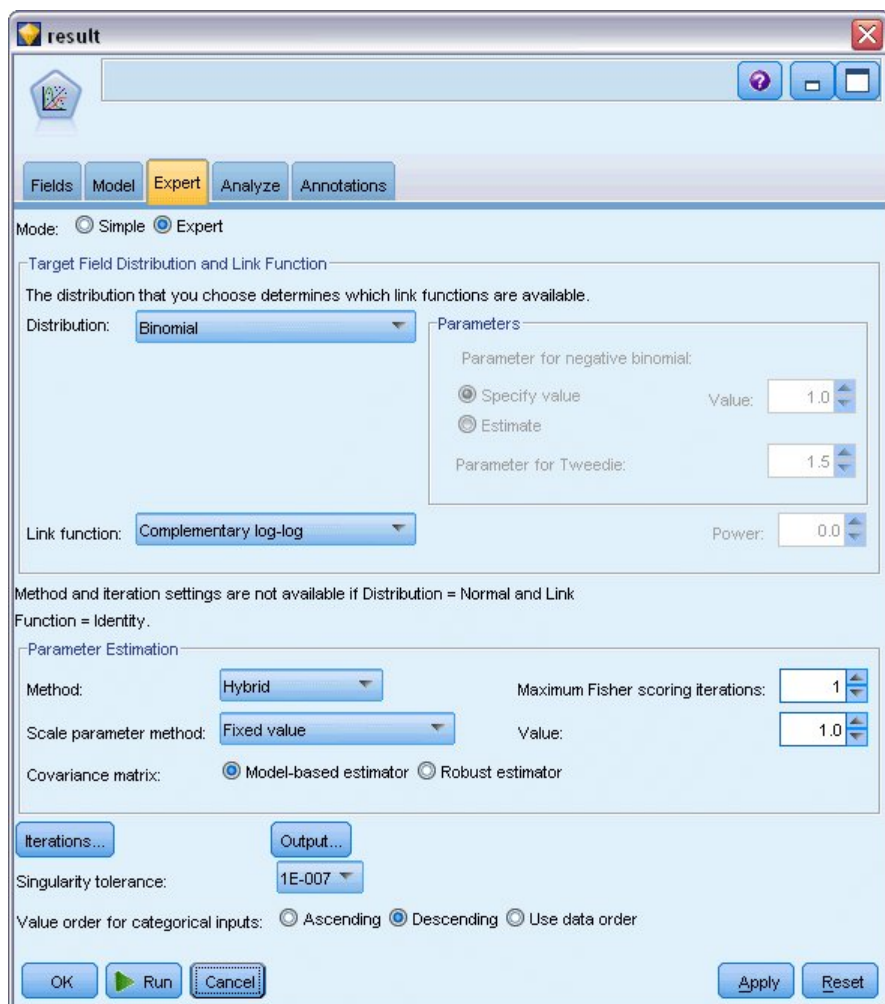 result
Fields Model Expert Analyze Annotations
Mode: Simple Expert
Target Field Distribution and Link Function
The distribution that you choose determines which link functions are available.
Distribution: Binomial
Parameters
Parameter for negative binomial:
Specify value Value: 1.0
Estimate
Parameter for Tweedie: 1.5
Link function: Complementary log-log Power: 0.0
Method and iteration settings are not available if Distribution = Normal and Link
Function = Identity.
Parameter Estimation
Method: Hybrid Maximum Fisher scoring iterations: 1
Scale parameter method: Fixed value Value: 1.0
Covariance matrix: Model-based estimator Robust estimator
Iterations... Output...
Singularity tolerance: 1E-007
Value order for categorical inputs: Ascending Descending Use data order
OK Run Cancel Apply Reset